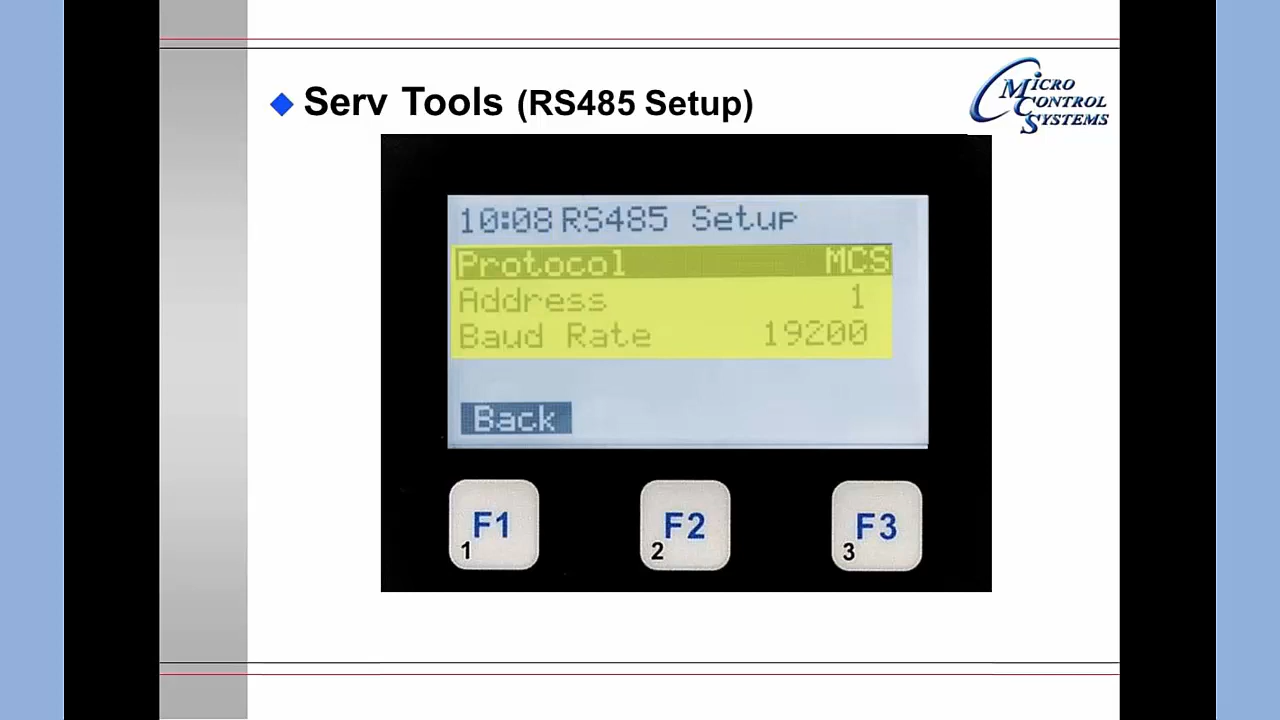 Serv Tools (RS485 Setup)
MICRO
CONTROL
SYSTEMS
10:08 RS485 Setup
Protocol MCS
Address 1
Baud Rate 19200
Back
F1 F2 F3
1 2 3